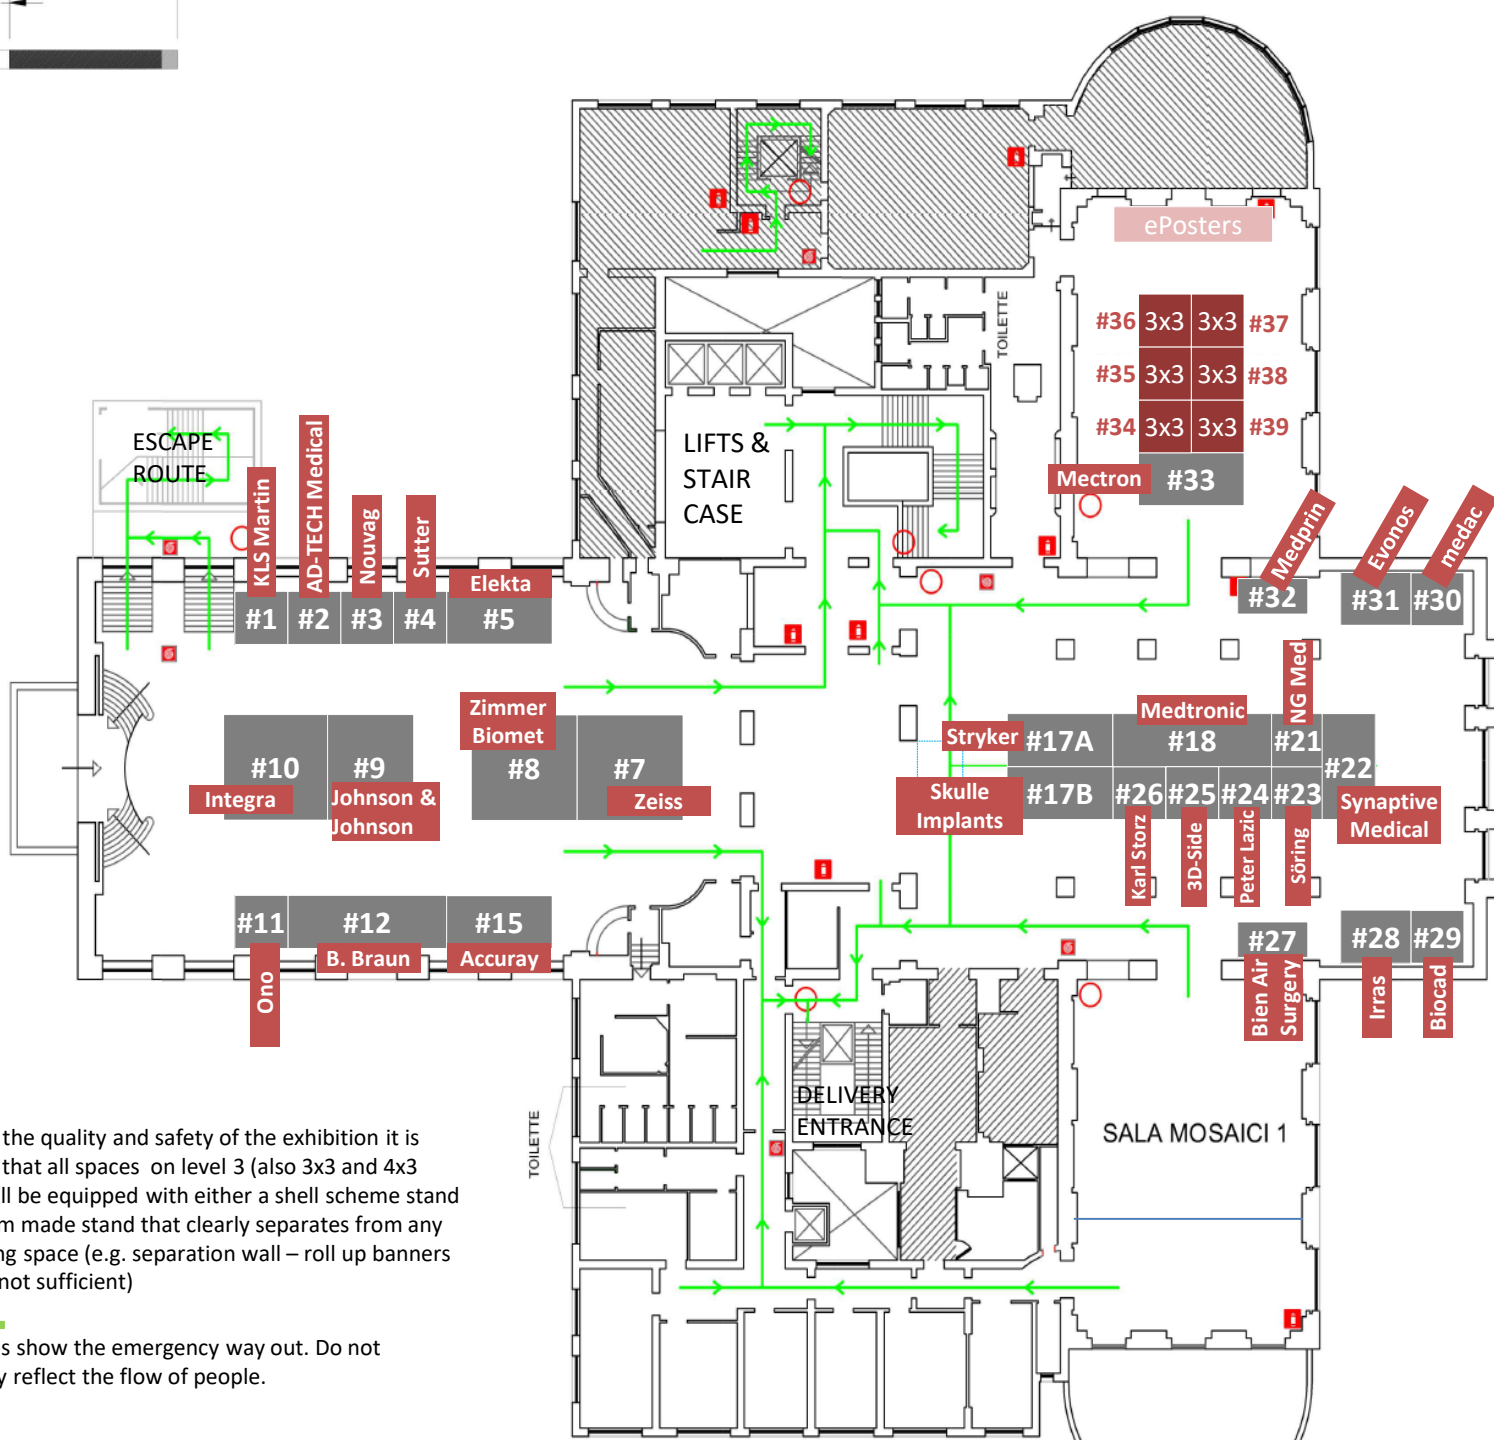 ePosters
#36 3x3 3x3 #37
#35 3x3 3x3 #38
#34 3x3 3x3 #39
Mectron #33
TOILETTE
LIFTS &
STAIR
CASE
ESCAPE
ROUTE
KLS Martin
AD-TECH Medical
Nouvag
Sutter
Elekta
#1 #2 #3 #4 #5
Medprin
Evonos
medac
#32 #31 #30
Zimmer
Biomet
#10 #9 #8 #7
Integra
Johnson &
Johnson
Zeiss
NG Med
Medtronic
Stryker #17A #18 #21
#22
Skulle
Implants
#17B #26 #25 #24 #23
Synaptive
Medical
Karl Storz
3D-Side
Peter Lazic
Söring
#11 #12 #15
Ono
B. Braun
Accuray
#27 #28 #29
Bien Air
Surgery
Irras
Biocad
DELIVERY
ENTRANCE
TOILETTE
SALA MOSAICI 1
the quality and safety of the exhibition it is
that all spaces on level 3 (also 3x3 and 4x3
ll be equipped with either a shell scheme stand
m made stand that clearly separates from any
ng space (e.g. separation wall – roll up banners
not sufficient)
s show the emergency way out. Do not
y reflect the flow of people.